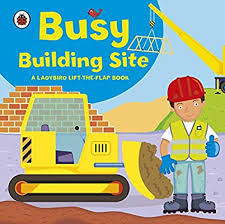 Busy
Building Site
A LADYBIRD LIFT-THE-FLAP BOOK